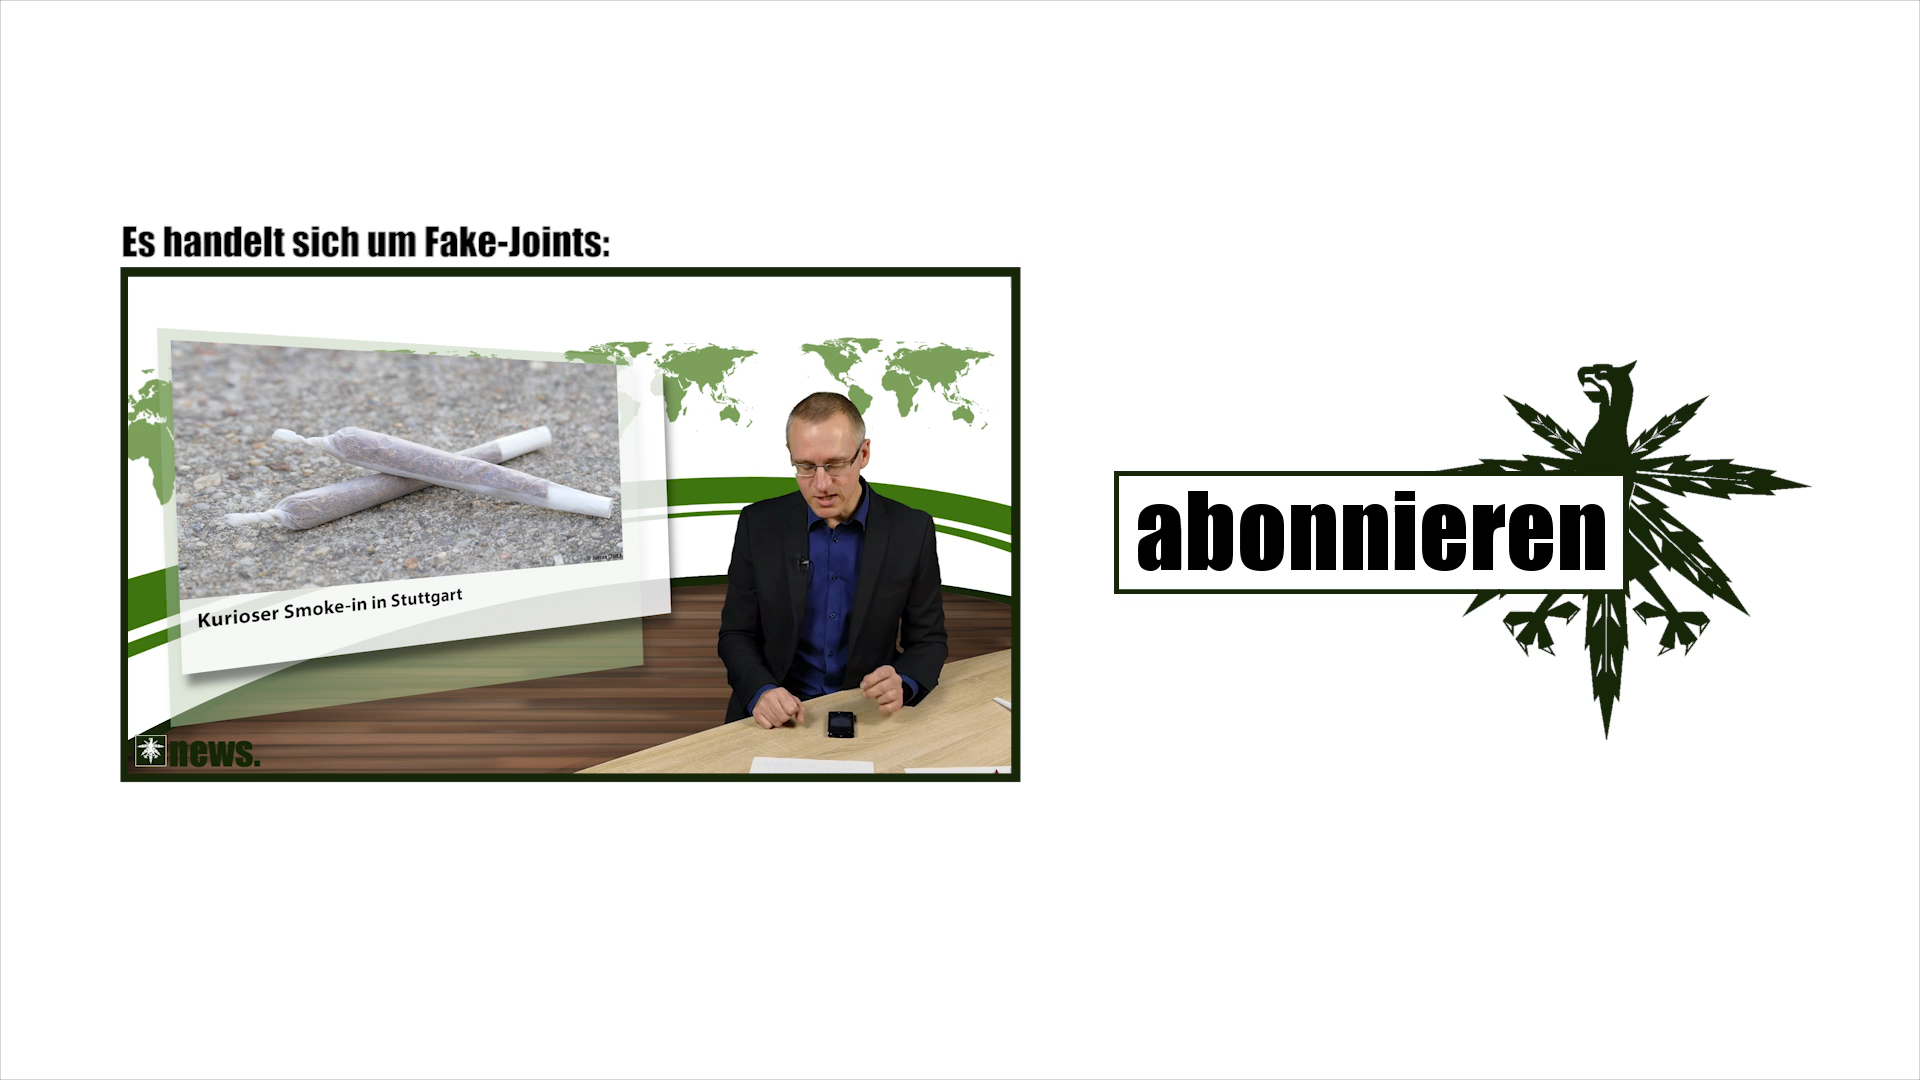 Es handelt sich um Fake-Joints:
Kurioser Smoke-in in Stuttgart
news.
abonnieren